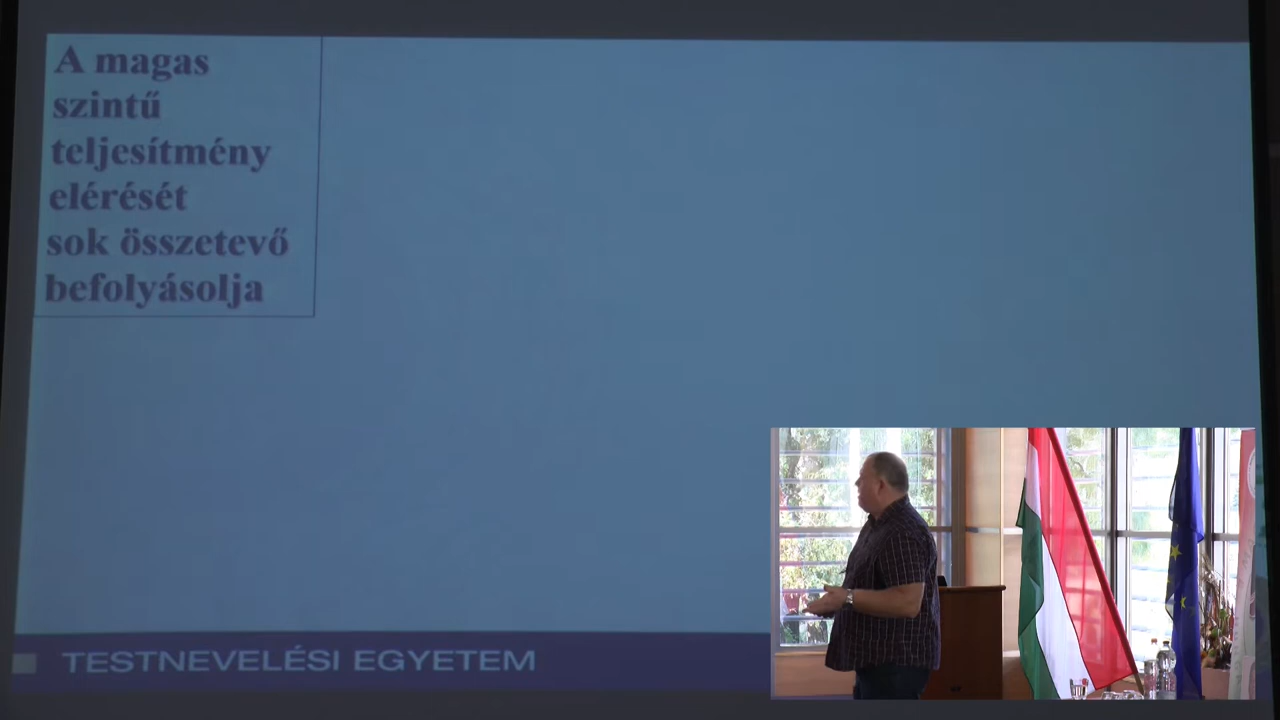 A magas
szintű
teljesítmény
elérését
sok összetevő
befolyásolja
TESTNEVELÉSI EGYETEM